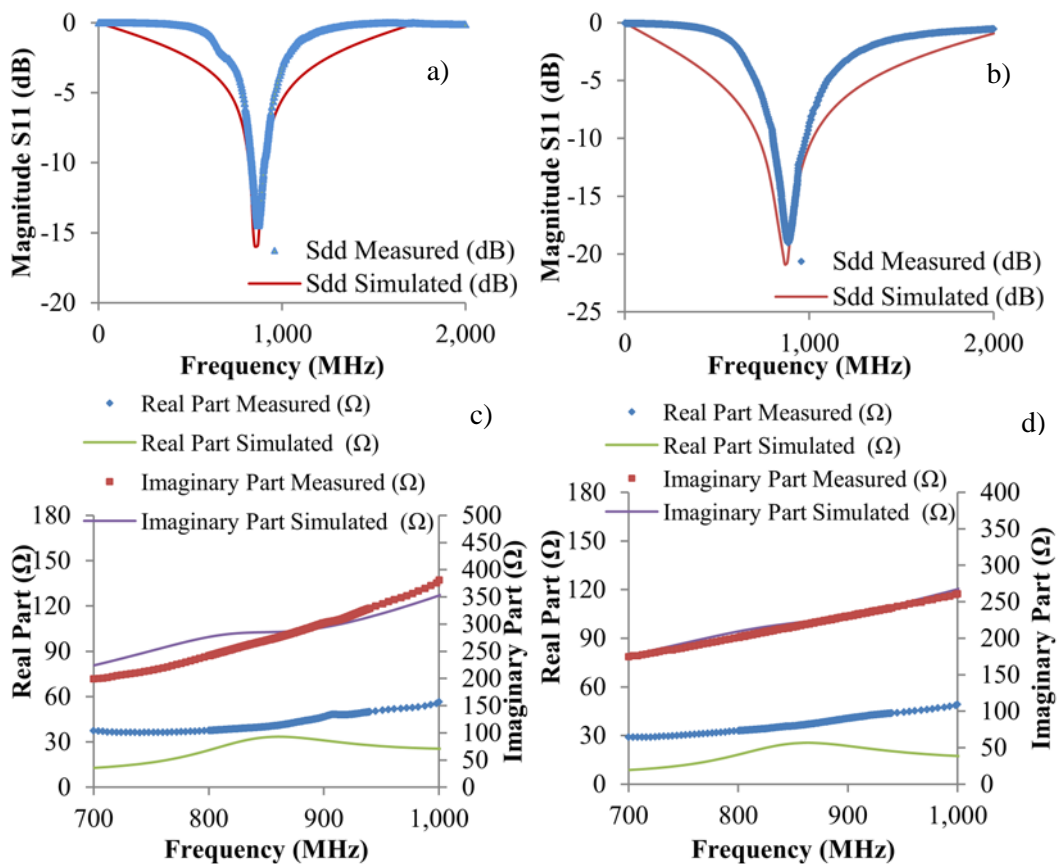 a)
0
-5
-10
-15
-20
Magnitude S11 (dB)
Sdd Measured (dB)
Sdd Simulated (dB)
0
1,000
2,000
Frequency (MHz)
b)
0
-5
-10
-15
-20
-25
Magnitude S11 (dB)
Sdd Measured (dB)
Sdd Simulated (dB)
0
1,000
2,000
Frequency (MHz)
c)
Real Part Measured (Ω)
Real Part Simulated (Ω)
Imaginary Part Measured (Ω)
Imaginary Part Simulated (Ω)
180
150
120
90
60
30
0
Real Part (Ω)
500
450
400
350
300
250
200
150
100
50
0
Imaginary Part (Ω)
700
800
900
1,000
Frequency (MHz)
d)
Real Part Measured (Ω)
Real Part Simulated (Ω)
Imaginary Part Measured (Ω)
Imaginary Part Simulated (Ω)
180
150
120
90
60
30
0
Real Part (Ω)
400
350
300
250
200
150
100
50
0
Imaginary Part (Ω)
700
800
900
1,000
Frequency (MHz)